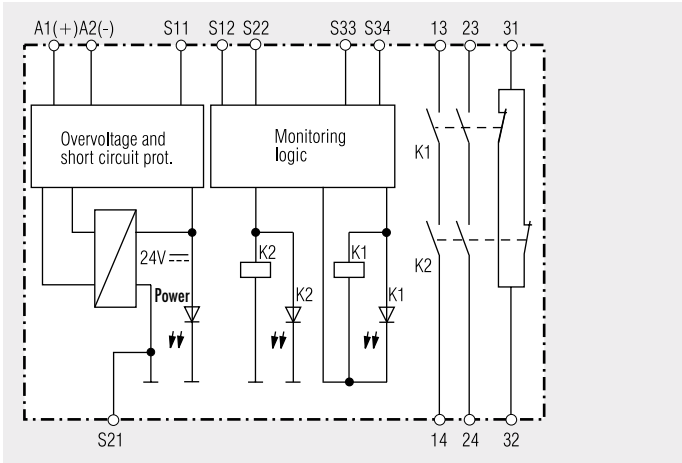 A1(+) A2(-) S11 S12 S22 S33 S34 13 23 31
Overvoltage and
short circuit prot.
Monitoring
logic
K1
24V
K2
K1
K2
Power
K2
K1
S21
14 24 32